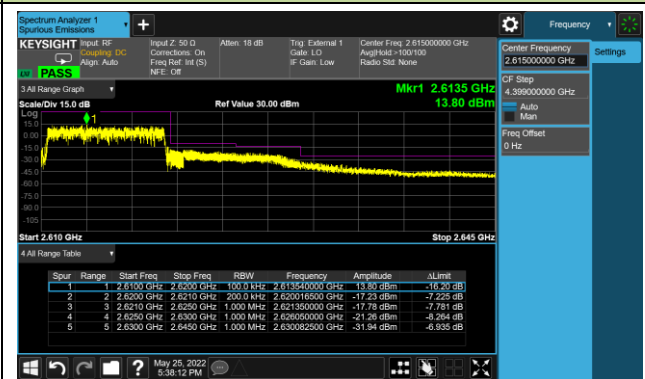 Spectrum Analyzer 1
Spurious Emissions
Frequency
KEYSIGHT
Input: RF
Coupling: DC
Align: Auto
Input Z: 50 Ω
Corrections: On
Freq Ref: Int (S)
NFE: Off
Atten: 18 dB
Trig: External 1
Gate: LO
IF Gain: Low
Center Freq: 2.615000000 GHz
Avg|Hold:>100/100
Radio Std: None
PASS
Center Frequency
2.615000000 GHz
Settings
CF Step
4.399000000 GHz
Auto
Man
Freq Offset
0 Hz
3 All Range Graph
Mkr1 2.6135 GHz
Scale/Div 15.0 dB
Ref Value 30.00 dBm
13.80 dBm
Log
1
15.0
0.00
-15.0
-30.0
-45.0
-60.0
-75.0
-90.0
-105
Start 2.610 GHz
Stop 2.645 GHz
4 All Range Table
Spur Range Start Freq Stop Freq RBW Frequency Amplitude ΔLimit
1 1 2.6100 GHz 2.6200 GHz 100.0 kHz 2.613540000 GHz 13.80 dBm -16.20 dB
2 2 2.6200 GHz 2.6210 GHz 200.0 kHz 2.620016500 GHz -17.23 dBm -7.225 dB
3 3 2.6210 GHz 2.6250 GHz 1.000 MHz 2.621350000 GHz -17.78 dBm -7.781 dB
4 4 2.6250 GHz 2.6300 GHz 1.000 MHz 2.626050000 GHz -21.26 dBm -8.264 dB
5 5 2.6300 GHz 2.6450 GHz 1.000 MHz 2.630082500 GHz -31.94 dBm -6.935 dB
?
May 25, 2022
5:38:12 PM